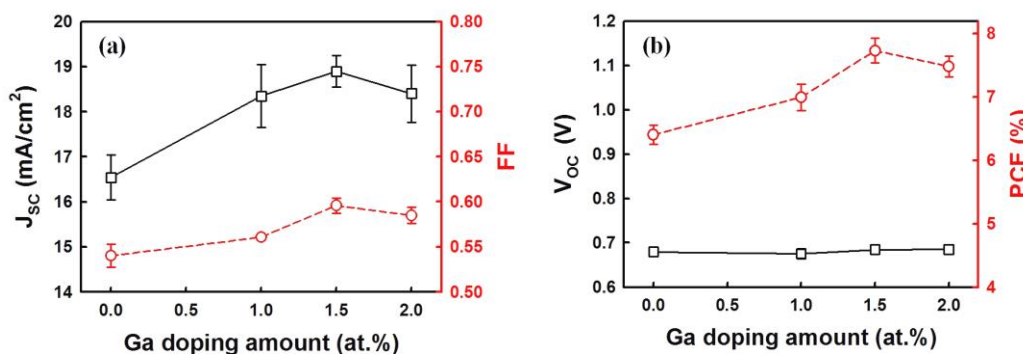 (a)
J_SC (mA/cm²)
20
19
18
17
16
15
14
0.0 0.5 1.0 1.5 2.0
Ga doping amount (at.%)
0.80
0.75
0.70
0.65
0.60
0.55
0.50
FF
(b)
V_OC (V)
1.2
1.1
1.0
0.9
0.8
0.7
0.6
0.0 0.5 1.0 1.5 2.0
Ga doping amount (at.%)
8
7
6
5
4
PCE (%)